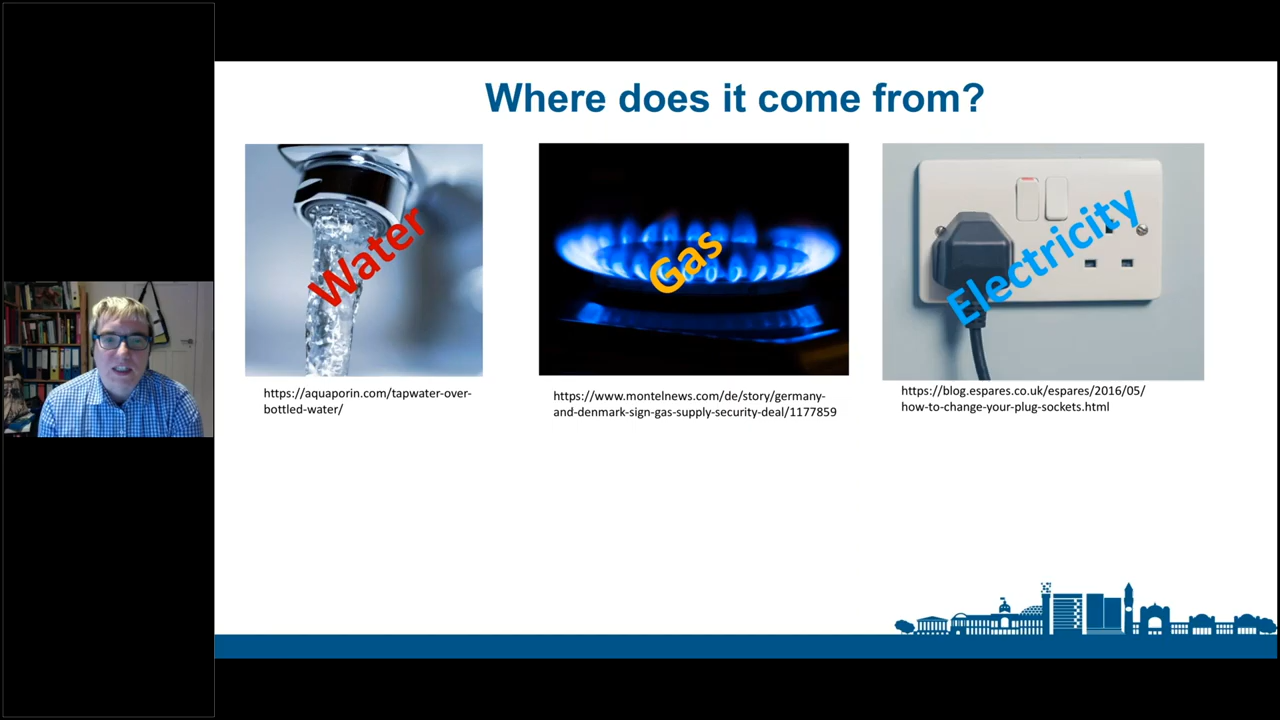 Where does it come from?
Water
Gas
Electricity
https://aquaporin.com/tapwater-over-
bottled-water/
https://www.montelnews.com/de/story/germany-
and-denmark-sign-gas-supply-security-deal/1177859
https://blog.espares.co.uk/espares/2016/05/
how-to-change-your-plug-sockets.html